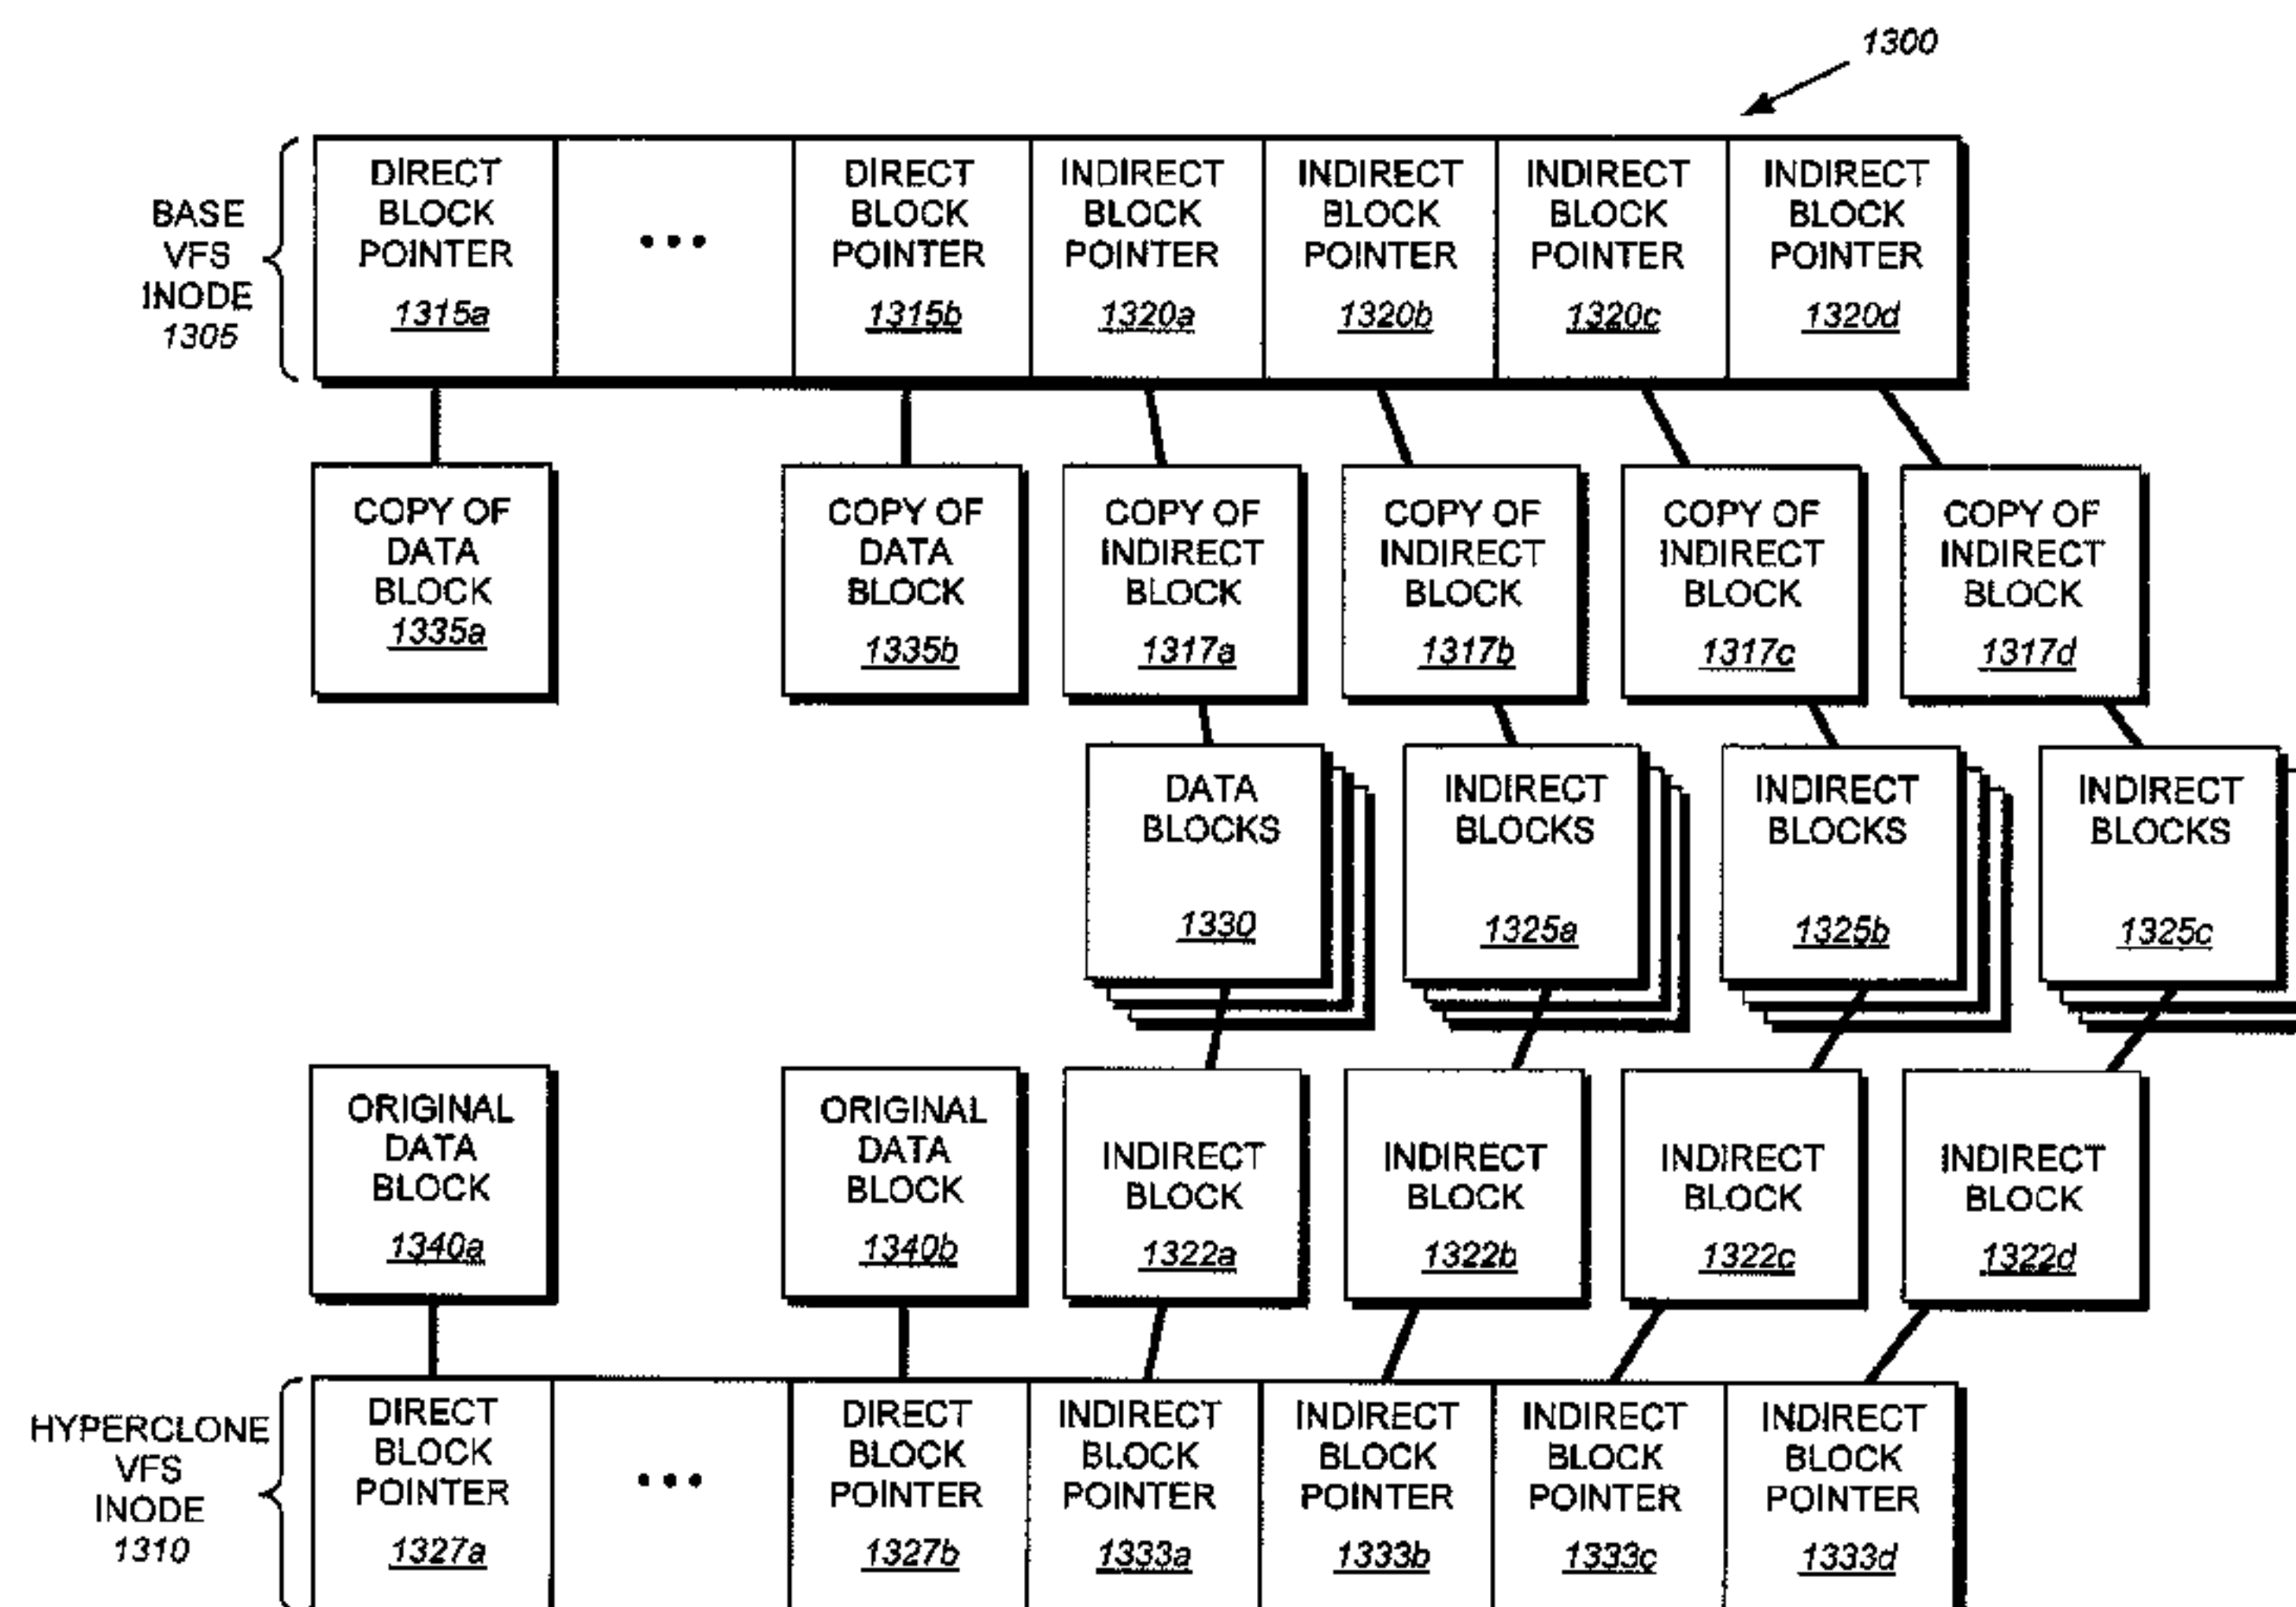 1300
BASE
VFS
INODE
1305
DIRECT
BLOCK
POINTER
1315a
• • •
DIRECT
BLOCK
POINTER
1315b
INDIRECT
BLOCK
POINTER
1320a
INDIRECT
BLOCK
POINTER
1320b
INDIRECT
BLOCK
POINTER
1320c
INDIRECT
BLOCK
POINTER
1320d
COPY OF
DATA
BLOCK
1335a
COPY OF
DATA
BLOCK
1335b
COPY OF
INDIRECT
BLOCK
1317a
COPY OF
INDIRECT
BLOCK
1317b
COPY OF
INDIRECT
BLOCK
1317c
COPY OF
INDIRECT
BLOCK
1317d
DATA
BLOCKS
1330
INDIRECT
BLOCKS
1325a
INDIRECT
BLOCKS
1325b
INDIRECT
BLOCKS
1325c
ORIGINAL
DATA
BLOCK
1340a
ORIGINAL
DATA
BLOCK
1340b
INDIRECT
BLOCK
1322a
INDIRECT
BLOCK
1322b
INDIRECT
BLOCK
1322c
INDIRECT
BLOCK
1322d
HYPERCLONE
VFS
INODE
1310
DIRECT
BLOCK
POINTER
1327a
• • •
DIRECT
BLOCK
POINTER
1327b
INDIRECT
BLOCK
POINTER
1333a
INDIRECT
BLOCK
POINTER
1333b
INDIRECT
BLOCK
POINTER
1333c
INDIRECT
BLOCK
POINTER
1333d